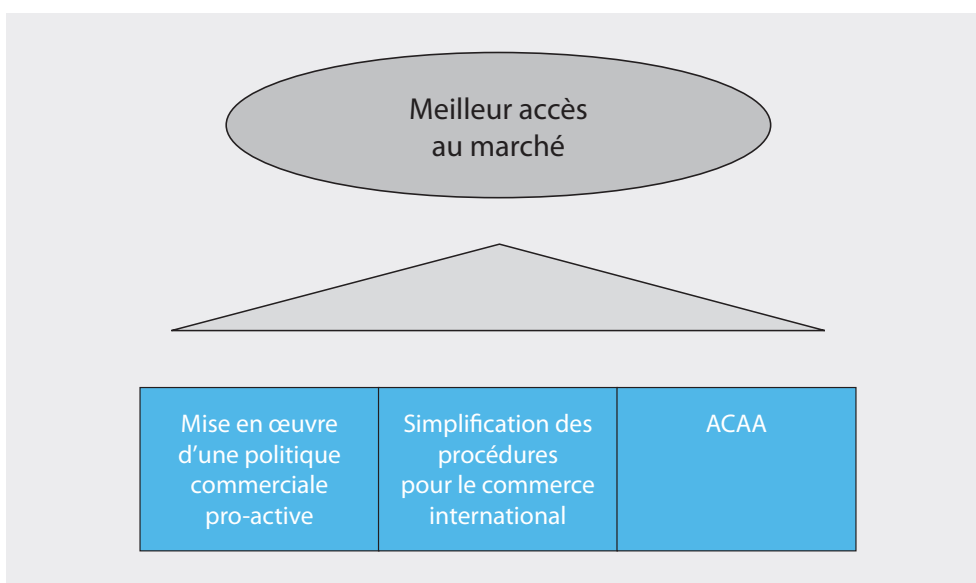 Meilleur accès
au marché
Mise en œuvre
d'une politique
commerciale
pro-active
Simplification des
procédures
pour le commerce
international
ACAA